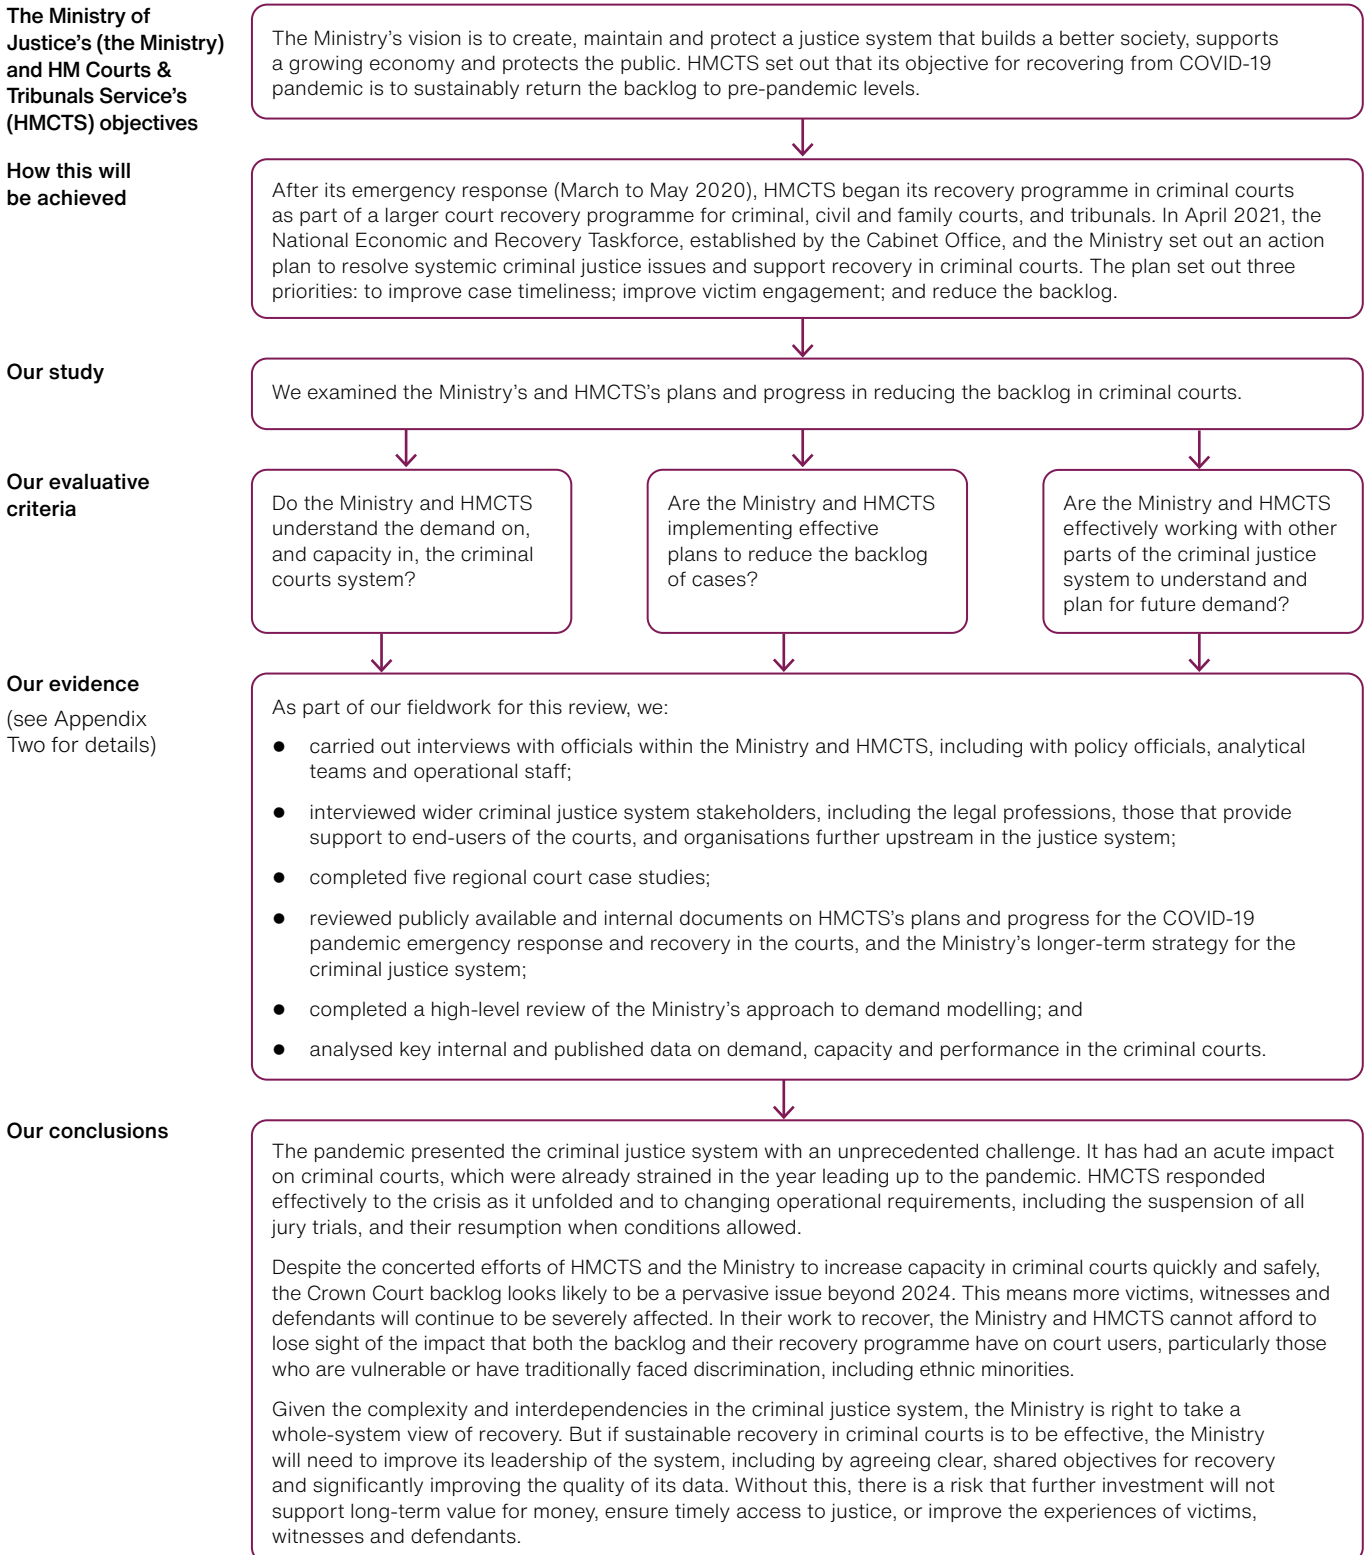 The Ministry of
Justice’s (the Ministry)
and HM Courts &
Tribunals Service’s
(HMCTS) objectives
The Ministry’s vision is to create, maintain and protect a justice system that builds a better society, supports
a growing economy and protects the public. HMCTS set out that its objective for recovering from COVID-19
pandemic is to sustainably return the backlog to pre-pandemic levels.
How this will
be achieved
After its emergency response (March to May 2020), HMCTS began its recovery programme in criminal courts
as part of a larger court recovery programme for criminal, civil and family courts, and tribunals. In April 2021, the
National Economic and Recovery Taskforce, established by the Cabinet Office, and the Ministry set out an action
plan to resolve systemic criminal justice issues and support recovery in criminal courts. The plan set out three
priorities: to improve case timeliness; improve victim engagement; and reduce the backlog.
Our study
We examined the Ministry’s and HMCTS’s plans and progress in reducing the backlog in criminal courts.
Our evaluative
criteria
Do the Ministry and HMCTS
understand the demand on,
and capacity in, the criminal
courts system?
Are the Ministry and HMCTS
implementing effective
plans to reduce the backlog
of cases?
Are the Ministry and HMCTS
effectively working with other
parts of the criminal justice
system to understand and
plan for future demand?
Our evidence
(see Appendix
Two for details)
As part of our fieldwork for this review, we:
● carried out interviews with officials within the Ministry and HMCTS, including with policy officials, analytical
teams and operational staff;
● interviewed wider criminal justice system stakeholders, including the legal professions, those that provide
support to end-users of the courts, and organisations further upstream in the justice system;
● completed five regional court case studies;
● reviewed publicly available and internal documents on HMCTS’s plans and progress for the COVID-19
pandemic emergency response and recovery in the courts, and the Ministry’s longer-term strategy for the
criminal justice system;
● completed a high-level review of the Ministry’s approach to demand modelling; and
● analysed key internal and published data on demand, capacity and performance in the criminal courts.
Our conclusions
The pandemic presented the criminal justice system with an unprecedented challenge. It has had an acute impact
on criminal courts, which were already strained in the year leading up to the pandemic. HMCTS responded
effectively to the crisis as it unfolded and to changing operational requirements, including the suspension of all
jury trials, and their resumption when conditions allowed.
Despite the concerted efforts of HMCTS and the Ministry to increase capacity in criminal courts quickly and safely,
the Crown Court backlog looks likely to be a pervasive issue beyond 2024. This means more victims, witnesses and
defendants will continue to be severely affected. In their work to recover, the Ministry and HMCTS cannot afford to
lose sight of the impact that both the backlog and their recovery programme have on court users, particularly those
who are vulnerable or have traditionally faced discrimination, including ethnic minorities.
Given the complexity and interdependencies in the criminal justice system, the Ministry is right to take a
whole-system view of recovery. But if sustainable recovery in criminal courts is to be effective, the Ministry
will need to improve its leadership of the system, including by agreeing clear, shared objectives for recovery
and significantly improving the quality of its data. Without this, there is a risk that further investment will not
support long-term value for money, ensure timely access to justice, or improve the experiences of victims,
witnesses and defendants.